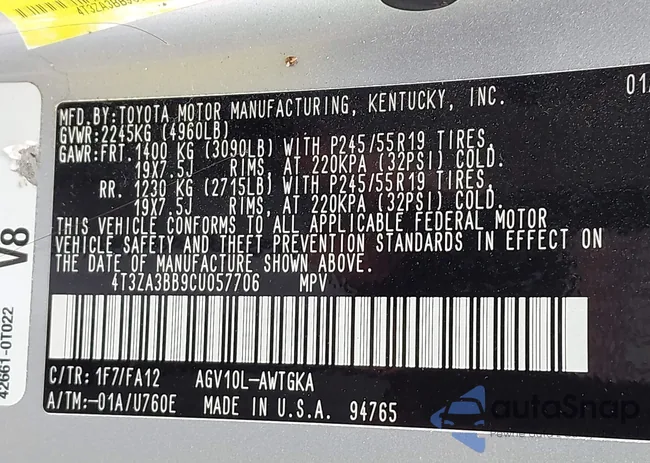 4T3ZA3BB9C
01/
MFD.BY:TOYOTA MOTOR MANUFACTURING, KENTUCKY, INC.
GVWR:2245KG (4960LB)
GAWR:FRT. 1400 KG (3090LB) WITH P245/55R19 TIRES,
19X7.5J RIMS, AT 220KPA (32PSI) COLD.
RR. 1230 KG (2715LB) WITH P245/55R19 TIRES,
19X7.5J RIMS, AT 220KPA (32PSI) COLD.
THIS VEHICLE CONFORMS TO ALL APPLICABLE FEDERAL MOTOR
VEHICLE SAFETY AND THEFT PREVENTION STANDARDS IN EFFECT ON
THE DATE OF MANUFACTURE SHOWN ABOVE.
4T3ZA3BB9CU057706 MPV
C/TR: 1F7/FA12 AGV10L-AWTGKA
A/TM:-01A/U760E MADE IN U.S.A. 94765
V8
42661-0T022
autoSnap